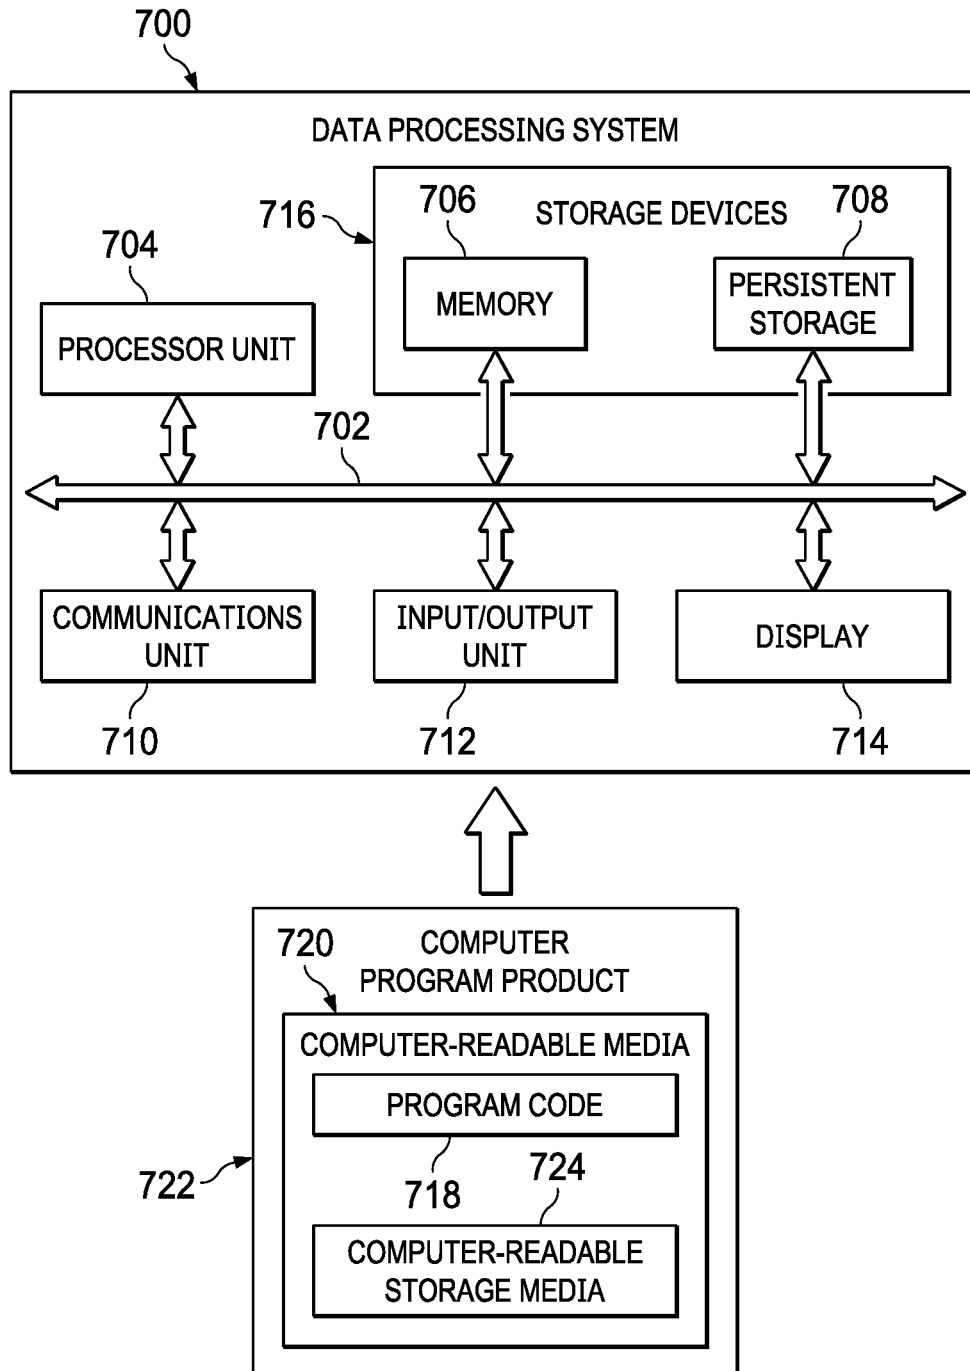 700
DATA PROCESSING SYSTEM
716
706
STORAGE DEVICES
708
704
MEMORY
PERSISTENT
STORAGE
PROCESSOR UNIT
702
COMMUNICATIONS
UNIT
INPUT/OUTPUT
UNIT
DISPLAY
710
712
714
720
COMPUTER
PROGRAM PRODUCT
COMPUTER-READABLE MEDIA
PROGRAM CODE
722
718
724
COMPUTER-READABLE
STORAGE MEDIA